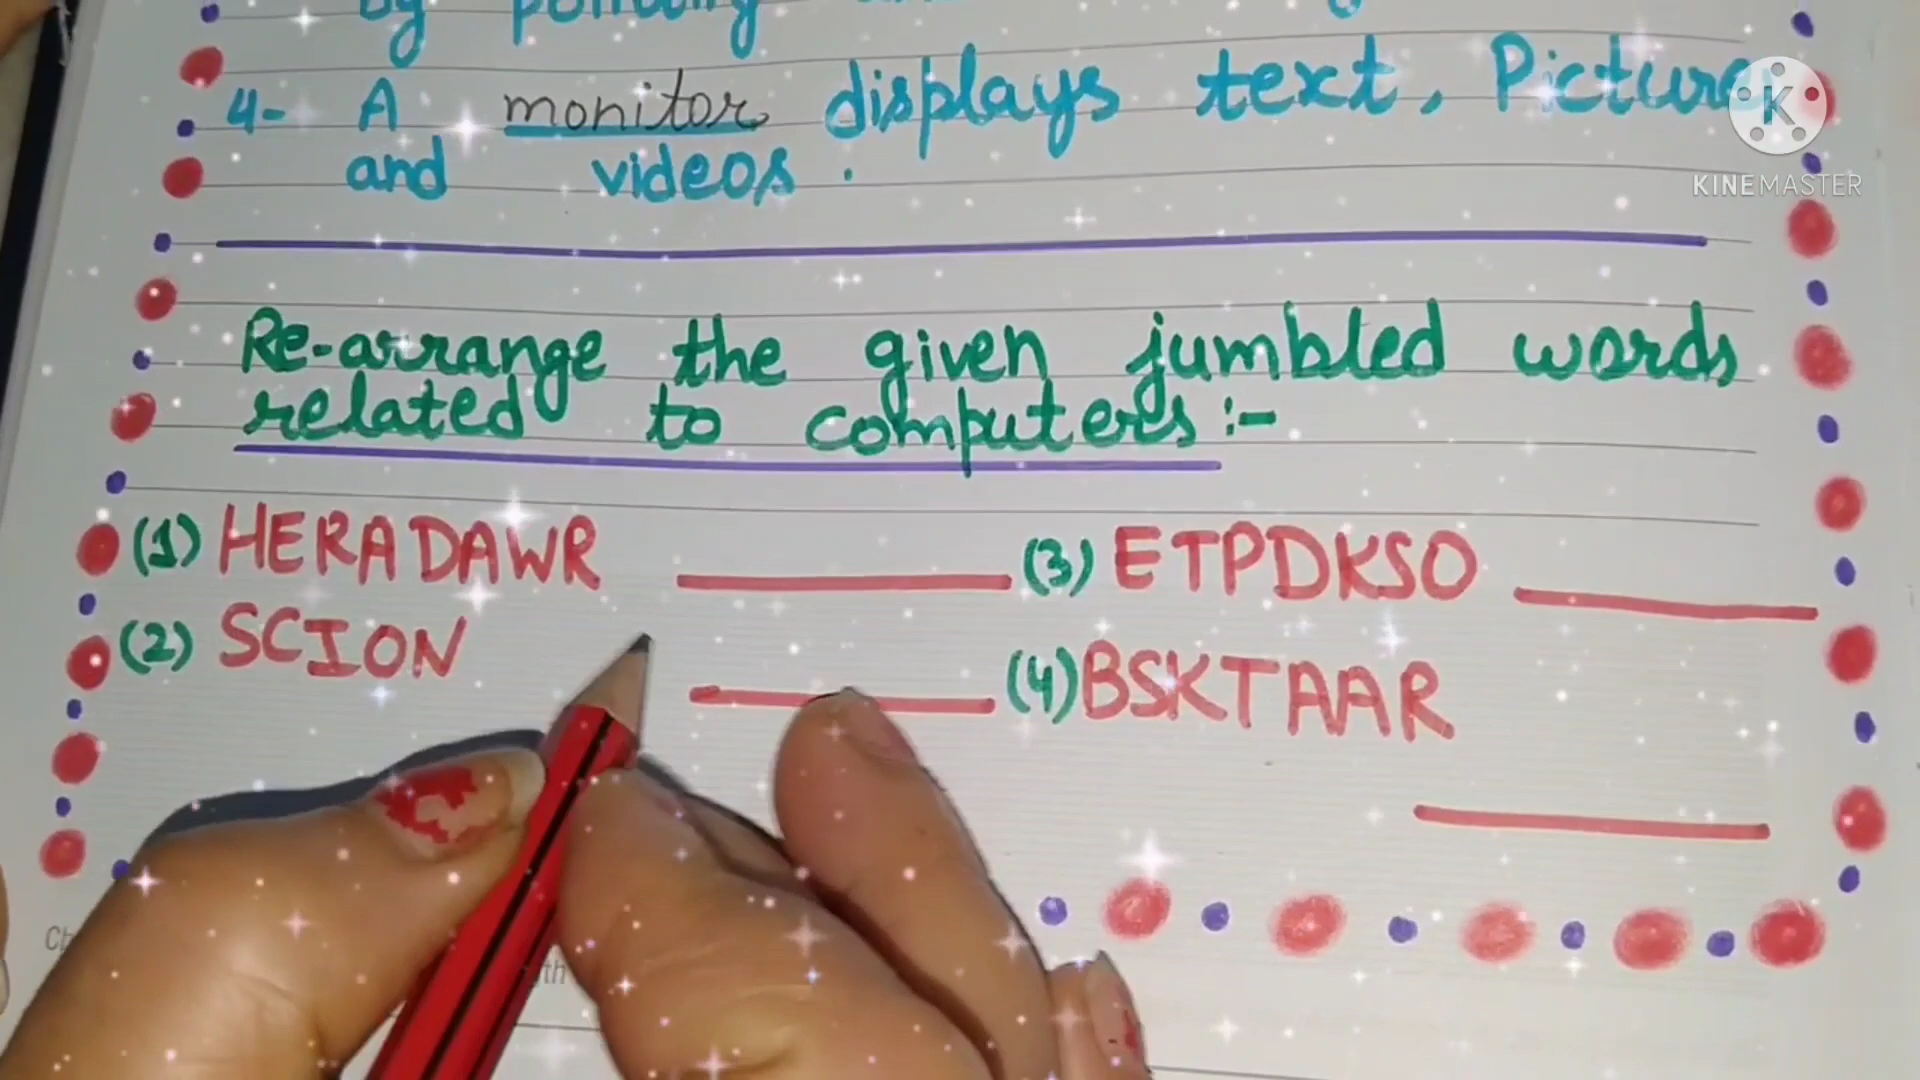 by
4- A monitor displays text, Pictures
and videos.
KINEMASTER
Re-arrange the given jumbled words
related to computers :-
(1) HERADAWR
(3) ETPDKSO
(2) SCION
(4) BSKTAAR